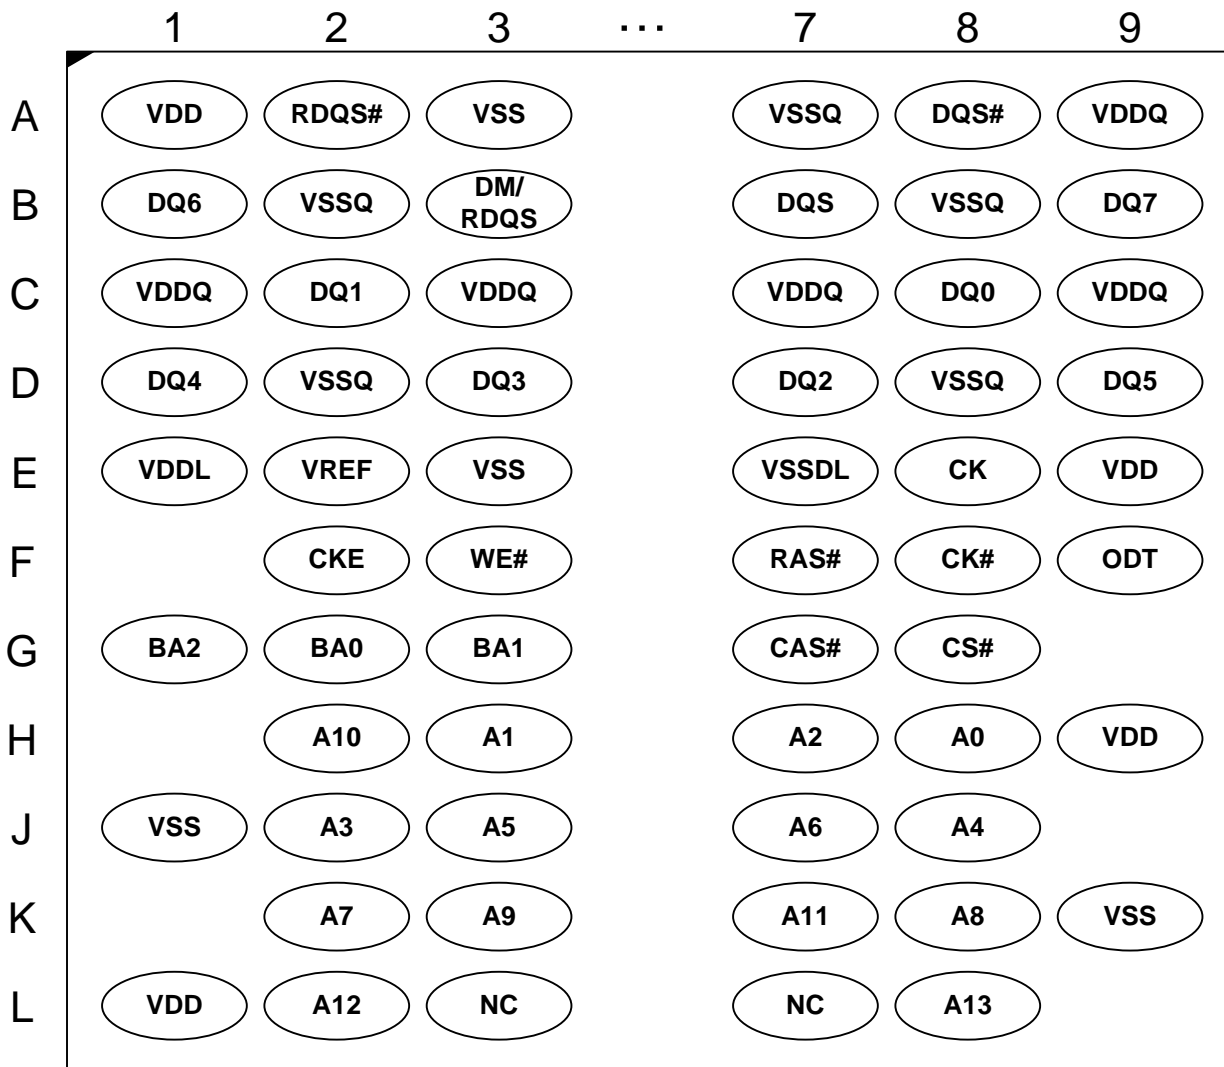 1 2 3 ... 7 8 9
A VDD RDQS# VSS VSSQ DQS# VDDQ
B DQ6 VSSQ DM/ RDQS DQS VSSQ DQ7
C VDDQ DQ1 VDDQ VDDQ DQ0 VDDQ
D DQ4 VSSQ DQ3 DQ2 VSSQ DQ5
E VDDL VREF VSS VSSDL CK VDD
F CKE WE# RAS# CK# ODT
G BA2 BA0 BA1 CAS# CS#
H A10 A1 A2 A0 VDD
J VSS A3 A5 A6 A4
K A7 A9 A11 A8 VSS
L VDD A12 NC NC A13